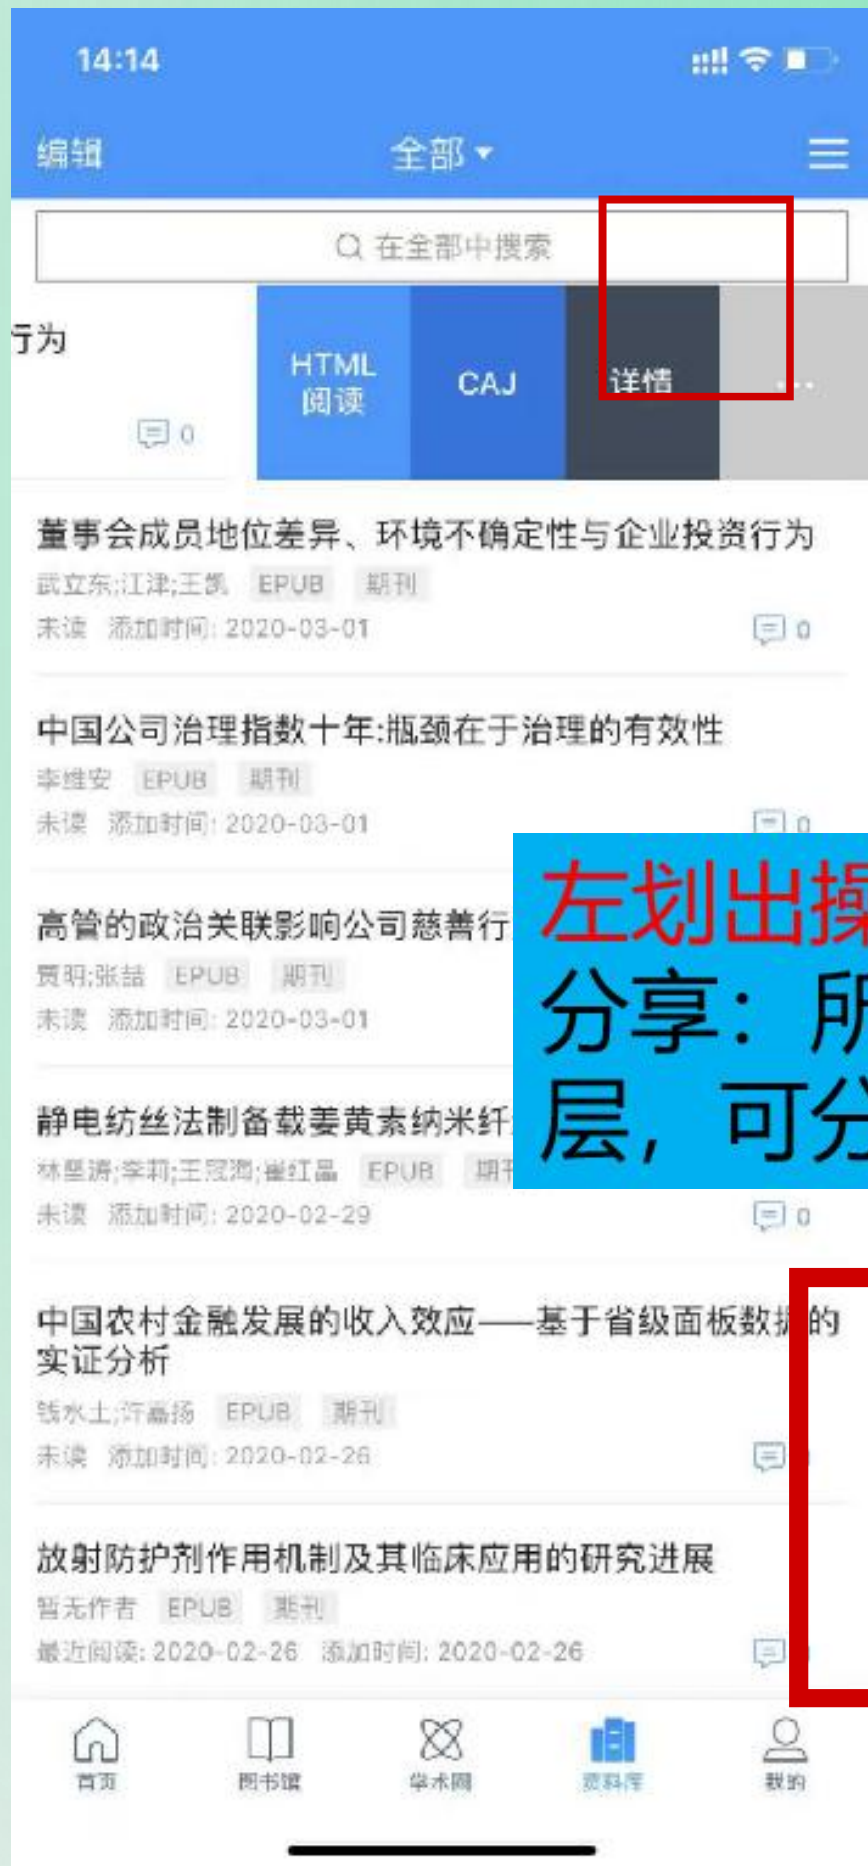 14:14
编辑 全部
在全部中搜索
行为
HTML
阅读
CAJ
详情
...
0
董事会成员地位差异、环境不确定性与企业投资行为
武立东;江津;王凯 EPUB 期刊
未读 添加时间: 2020-03-01 0
中国公司治理指数十年:瓶颈在于治理的有效性
李维安 EPUB 期刊
未读 添加时间: 2020-03-01 0
高管的政治关联影响公司慈善行
贾明;张喆 EPUB 期刊
未读 添加时间: 2020-03-01
左划出操
分享：所
层，可分
静电纺丝法制备载姜黄素纳米纤
李莉; EPUB
未读 添加时间: 2020-02-29 0
中国农村金融发展的收入效应——基于省级面板数据的
实证分析
钱水土;许嘉扬 EPUB 期刊
未读 添加时间: 2020-02-26
放射防护剂作用机制及其临床应用的研究进展
暂无作者 EPUB 期刊
最近阅读: 2020-02-26 添加时间: 2020-02-26
首页 图书馆 学术圈 资料库 我的